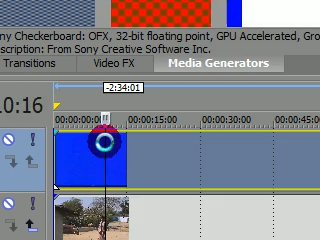 ny Checkerboard: OFX, 32-bit floating point, GPU Accelerated, Gro
scription: From Sony Creative Software Inc.
Transitions Video FX Media Generators
-2:34:01
10:16
00:00:00:00 00:00:15:00 00:00:30:00 00:00:45:0